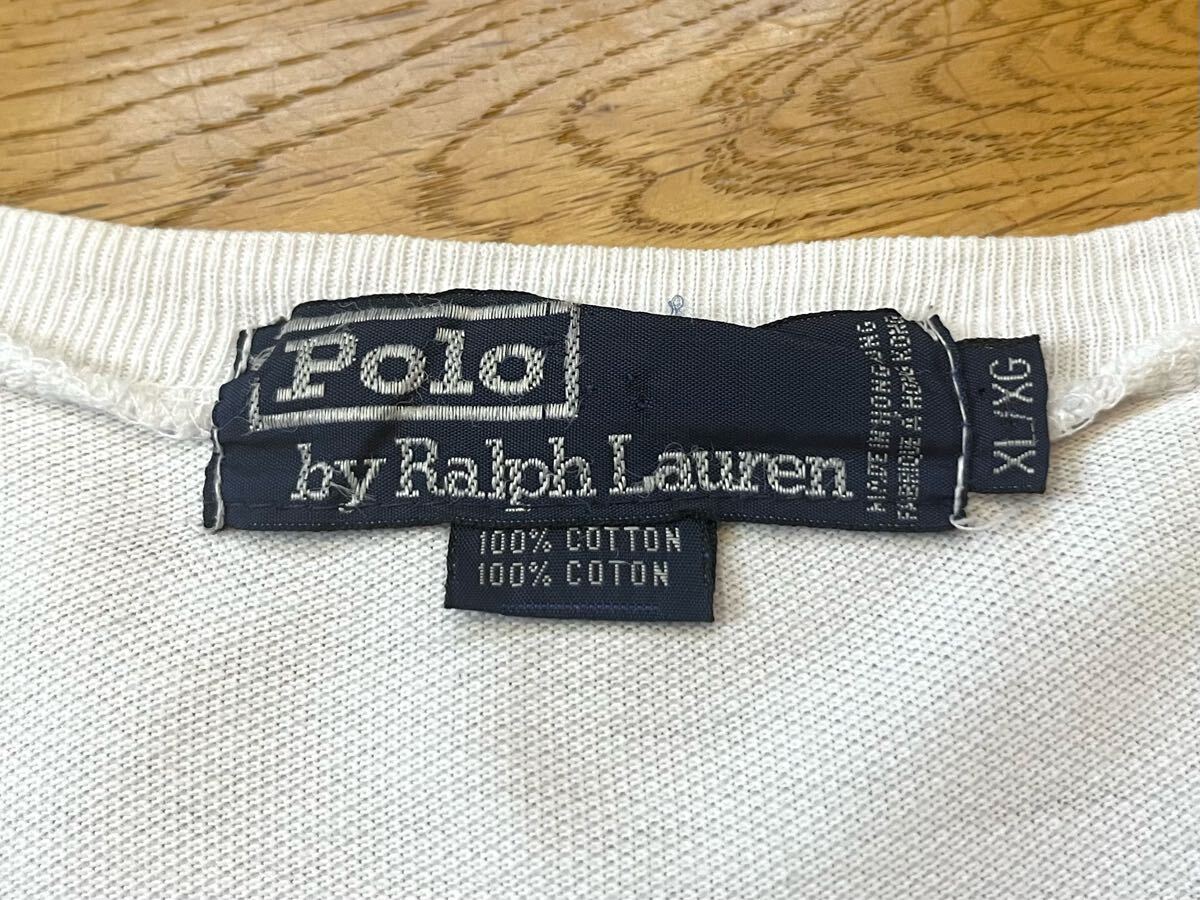 Polo
by Ralph Lauren
MADE IN HONG KONG
FABRIQUE A HONG KONG
XL/XG
100% COTTON
100% COTON